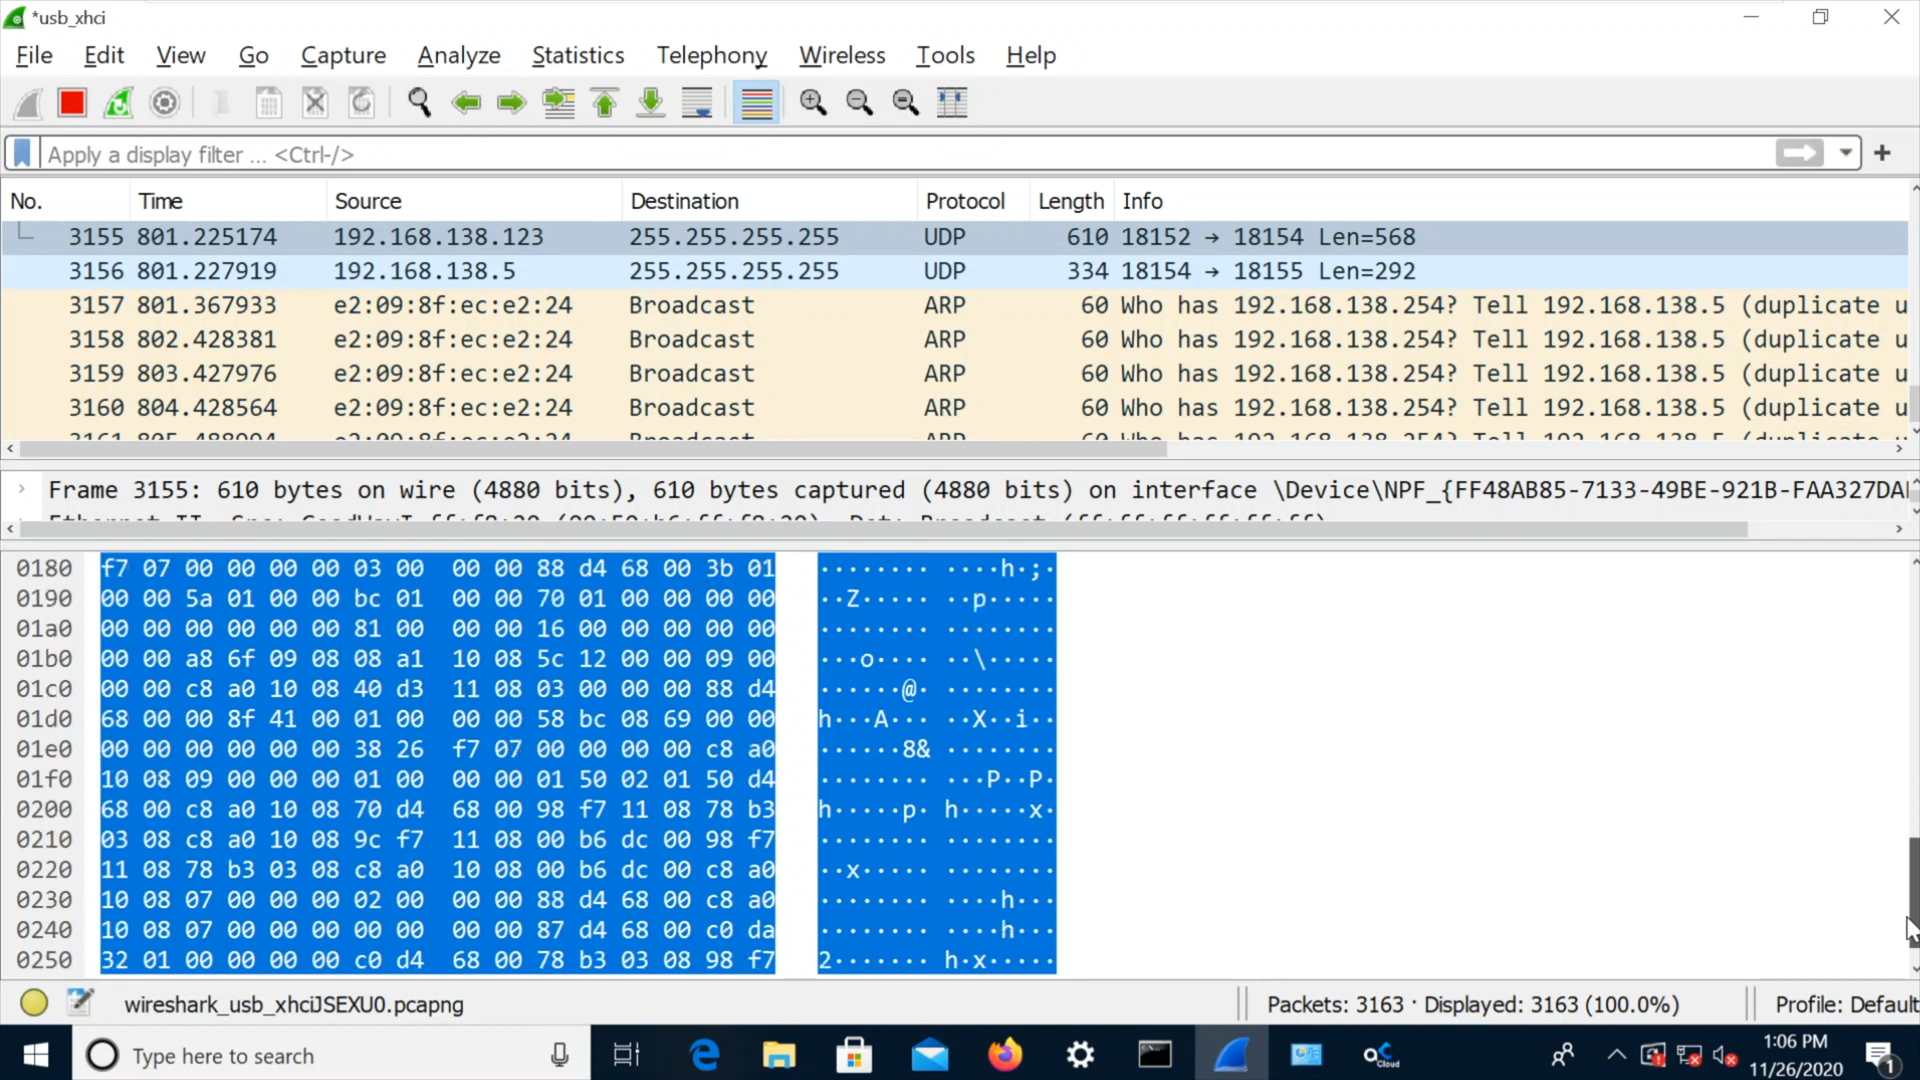 *usb_xhci
File Edit View Go Capture Analyze Statistics Telephony Wireless Tools Help
Apply a display filter ... <Ctrl-/>
No. Time Source Destination Protocol Length Info
3155 801.225174 192.168.138.123 255.255.255.255 UDP 610 18152 → 18154 Len=568
3156 801.227919 192.168.138.5 255.255.255.255 UDP 334 18154 → 18155 Len=292
3157 801.367933 e2:09:8f:ec:e2:24 Broadcast ARP 60 Who has 192.168.138.254? Tell 192.168.138.5 (duplicate u
3158 802.428381 e2:09:8f:ec:e2:24 Broadcast ARP 60 Who has 192.168.138.254? Tell 192.168.138.5 (duplicate u
3159 803.427976 e2:09:8f:ec:e2:24 Broadcast ARP 60 Who has 192.168.138.254? Tell 192.168.138.5 (duplicate u
3160 804.428564 e2:09:8f:ec:e2:24 Broadcast ARP 60 Who has 192.168.138.254? Tell 192.168.138.5 (duplicate u
Frame 3155: 610 bytes on wire (4880 bits), 610 bytes captured (4880 bits) on interface \Device\NPF_{FF48AB85-7133-49BE-921B-FAA327DA
0180 f7 07 00 00 00 00 03 00 00 00 88 d4 68 00 3b 01 ········ ····h·;·
0190 00 00 5a 01 00 00 bc 01 00 00 70 01 00 00 00 00 ··Z····· ··p·····
01a0 00 00 00 00 00 00 81 00 00 00 16 00 00 00 00 00 ········ ········
01b0 00 00 a8 6f 09 08 08 a1 10 08 5c 12 00 00 09 00 ···o···· ··\·····
01c0 00 00 c8 a0 10 08 40 d3 11 08 03 00 00 00 88 d4 ······@· ········
01d0 68 00 00 8f 41 00 01 00 00 00 58 bc 08 69 00 00 h···A··· ··X··i··
01e0 00 00 00 00 00 00 38 26 f7 07 00 00 00 00 c8 a0 ······8& ········
01f0 10 08 09 00 00 00 01 00 00 00 01 50 02 01 50 d4 ········ ···P··P·
0200 68 00 c8 a0 10 08 70 d4 68 00 98 f7 11 08 78 b3 h·····p· h·····x·
0210 03 08 c8 a0 10 08 9c f7 11 08 00 b6 dc 00 98 f7 ········ ········
0220 11 08 78 b3 03 08 c8 a0 10 08 00 b6 dc 00 c8 a0 ··x····· ········
0230 10 08 07 00 00 00 02 00 00 00 88 d4 68 00 c8 a0 ········ ····h···
0240 10 08 07 00 00 00 00 00 00 00 87 d4 68 00 c0 da ········ ····h···
0250 32 01 00 00 00 00 c0 d4 68 00 78 b3 03 08 98 f7 2······· h·x·····
wireshark_usb_xhciJSEXU0.pcapng Packets: 3163 · Displayed: 3163 (100.0%) Profile: Default
Type here to search
Cloud
1:06 PM
11/26/2020
1